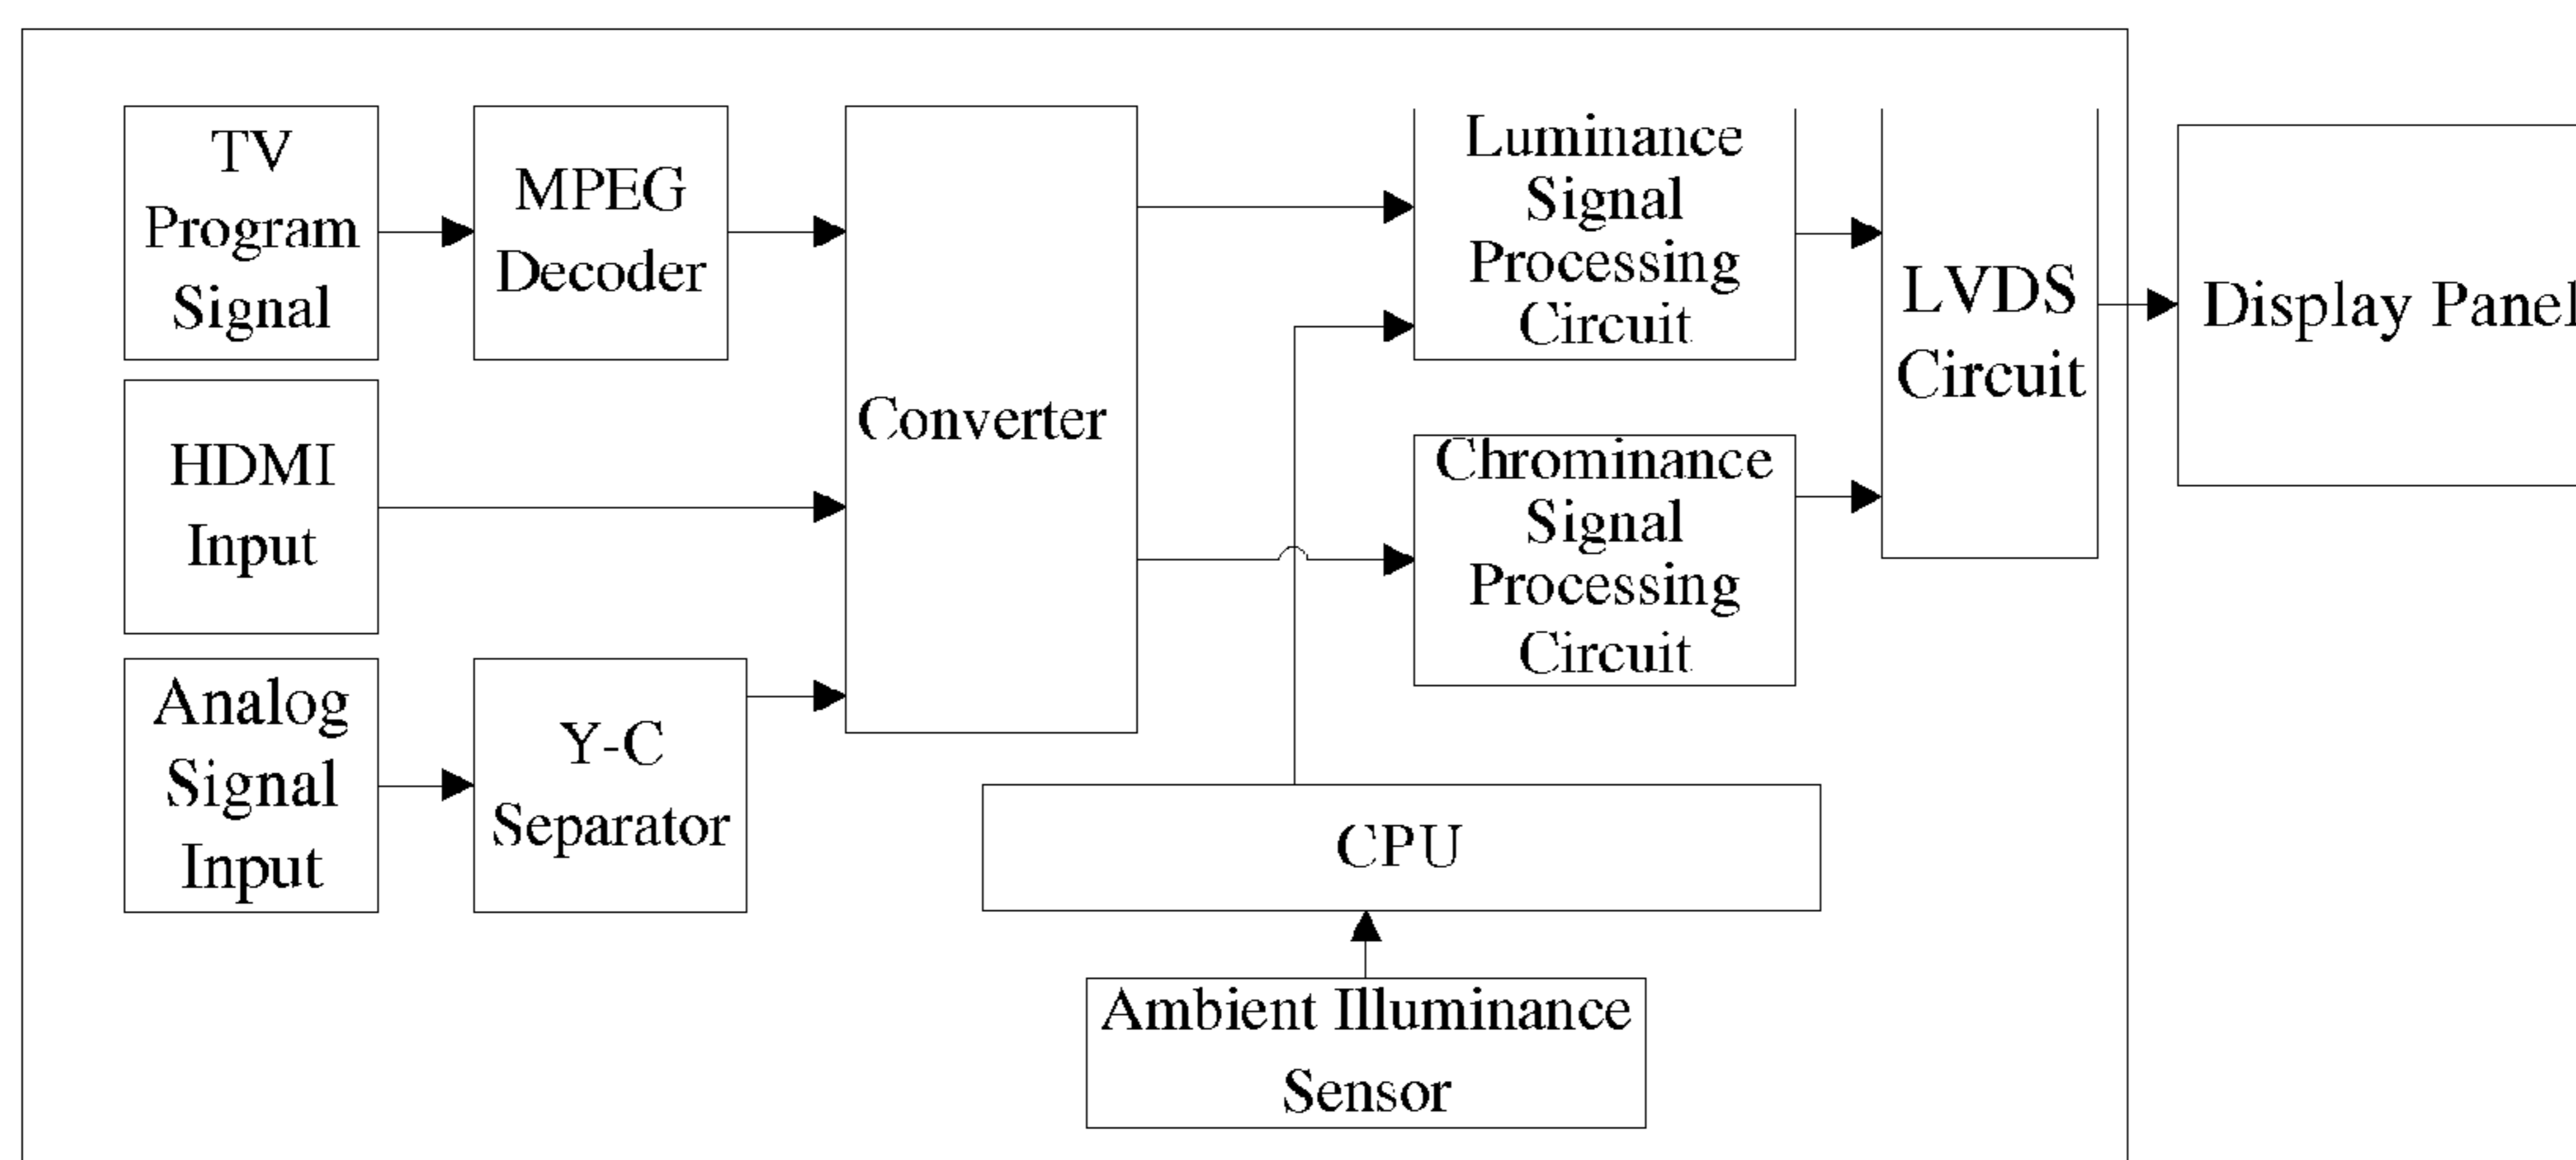 TV
Program
Signal
MPEG
Decoder
HDMI
Input
Analog
Signal
Input
Y-C
Separator
Converter
Luminance
Signal
Processing
Circuit
Chrominance
Signal
Processing
Circuit
LVDS
Circuit
Display Panel
CPU
Ambient Illuminance
Sensor